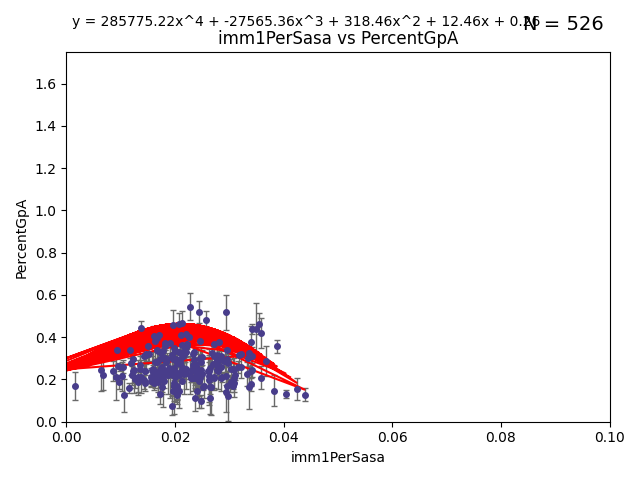 y = 285775.22x^4 + -27565.36x^3 + 318.46x^2 + 12.46x + 0.26
N = 526
imm1PerSasa vs PercentGpA
1.6
1.4
1.2
1.0
0.8
0.6
0.4
0.2
0.0
PercentGpA
0.00 0.02 0.04 0.06 0.08 0.10
imm1PerSasa